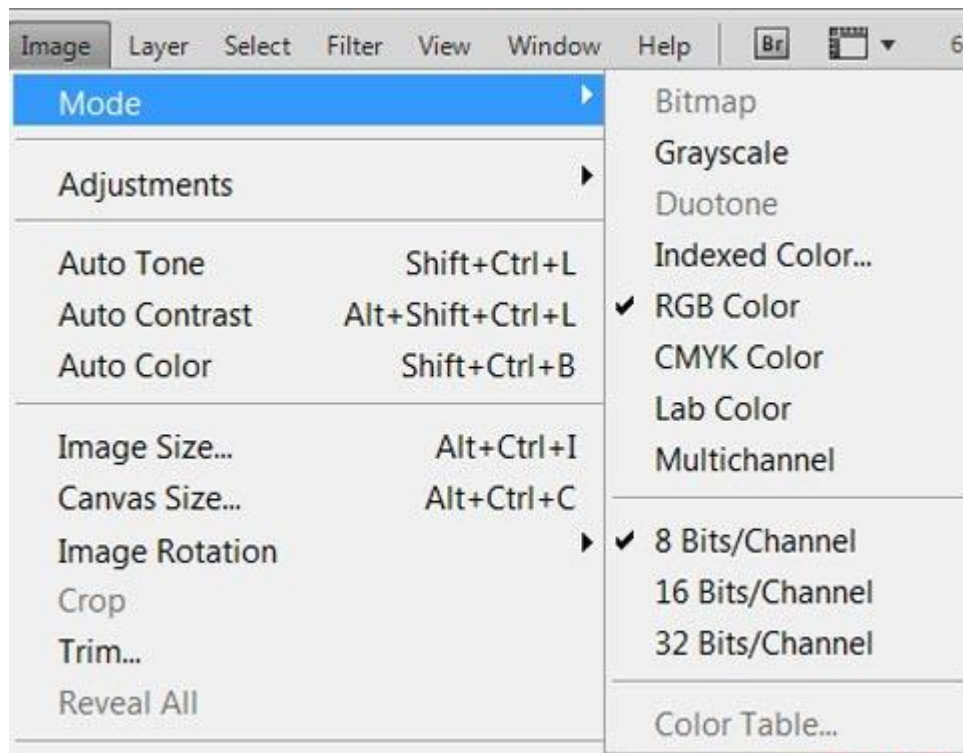 Image Layer Select Filter View Window Help Br 6
Mode
Adjustments
Auto Tone Shift+Ctrl+L
Auto Contrast Alt+Shift+Ctrl+L
Auto Color Shift+Ctrl+B
Image Size... Alt+Ctrl+I
Canvas Size... Alt+Ctrl+C
Image Rotation
Crop
Trim...
Reveal All
Bitmap
Grayscale
Duotone
Indexed Color...
RGB Color
CMYK Color
Lab Color
Multichannel
8 Bits/Channel
16 Bits/Channel
32 Bits/Channel
Color Table...